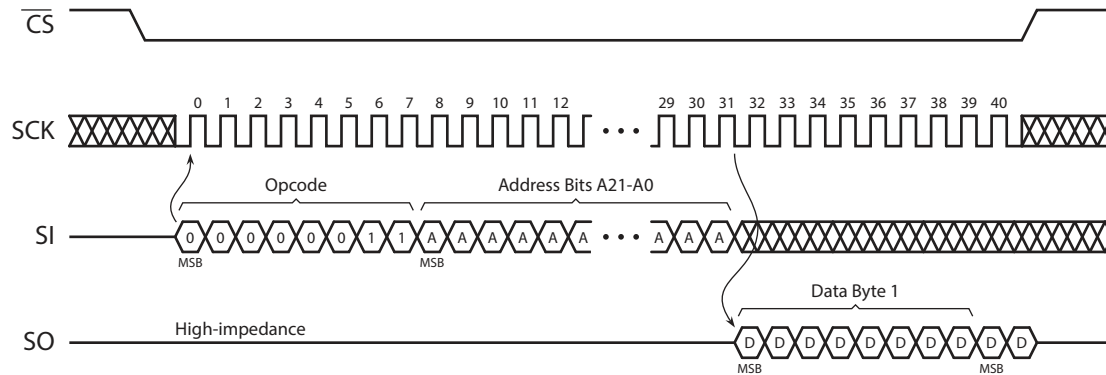 CS
0 1 2 3 4 5 6 7 8 9 10 11 12 29 30 31 32 33 34 35 36 37 38 39 40
SCK
Opcode Address Bits A21-A0
SI 0 0 0 0 0 0 1 1 A A A A A A A A A
MSB MSB
Data Byte 1
High-impedance
SO D D D D D D D D D D
MSB MSB